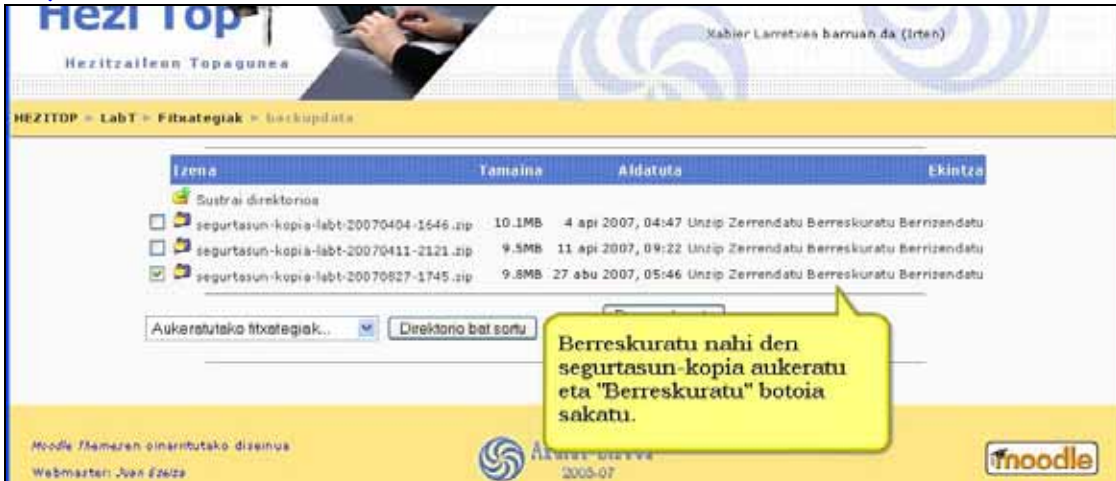 Hezi Top
Hezitzaileen Topagunea
Xabier Larretxea barruan da (Irten)
HEZITOP » LabT » Fitxategiak » backupdata
Izena Tamaina Aldatuta Ekintza
Sustrai direktorioa
segurtasun-kopia-labt-20070404-1646.zip 10.1MB 4 api 2007, 04:47 Unzip Zerrendatu Berreskuratu Berrizendatu
segurtasun-kopia-labt-20070411-2121.zip 9.5MB 11 api 2007, 09:22 Unzip Zerrendatu Berreskuratu Berrizendatu
segurtasun-kopia-labt-20070827-1745.zip 9.8MB 27 abu 2007, 05:46 Unzip Zerrendatu Berreskuratu Berrizendatu
Aukeratutako fitxategiak... Direktorio bat sortu
Berreskuratu nahi den
segurtasun-kopia aukeratu
eta "Berreskuratu" botoia
sakatu.
Moodle Themezen oinarritutako diseinua
Webmaster: Juan Ezeiza
2005-07
moodle